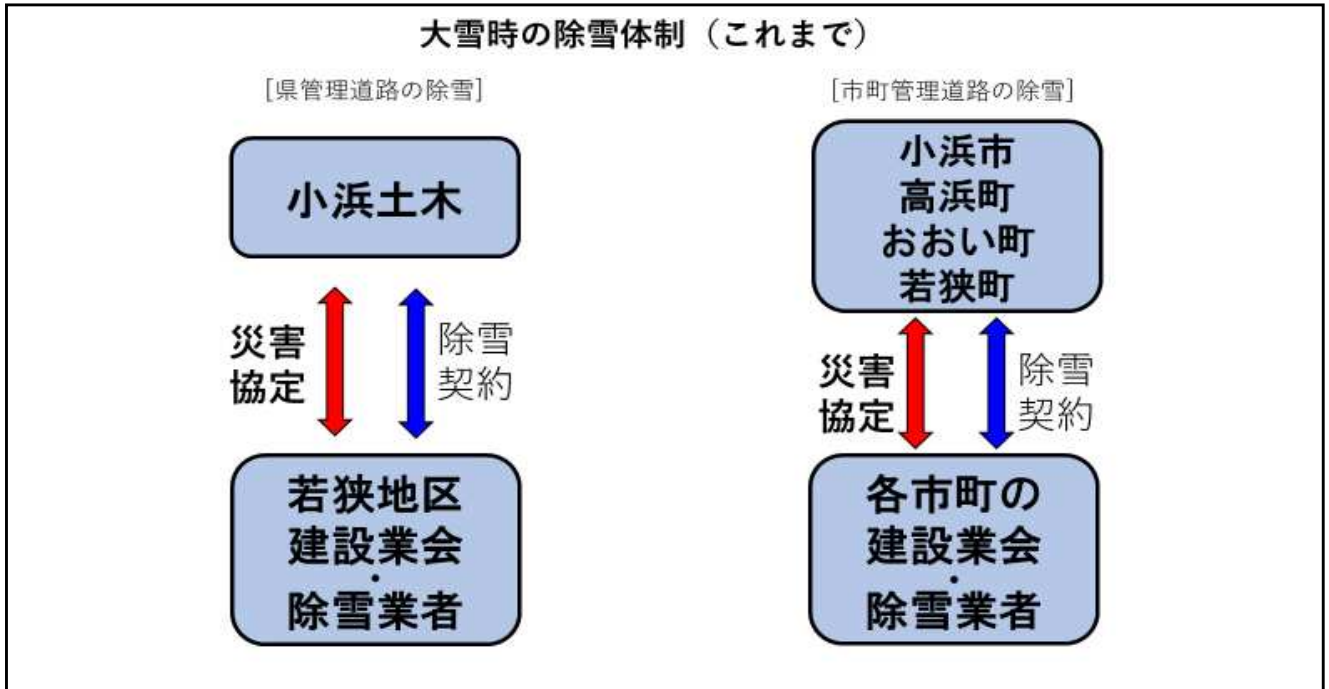 大雪時の除雪体制（これまで）
[県管理道路の除雪]
小浜土木
災害
協定
除雪
契約
若狭地区
建設業会
・
除雪業者
[市町管理道路の除雪]
小浜市
高浜町
おおい町
若狭町
災害
協定
除雪
契約
各市町の
建設業会
・
除雪業者